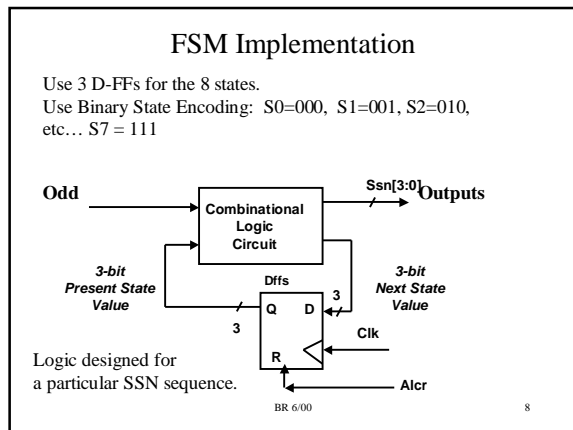 FSM Implementation
Use 3 D-FFs for the 8 states.
Use Binary State Encoding: S0=000, S1=001, S2=010,
etc… S7 = 111
Ssn[3:0]
Odd
Outputs
Combinational
Logic
Circuit
3-bit
Present State
Value
Dffs
3-bit
Next State
Value
3
3
Q
D
Clk
R
Logic designed for
a particular SSN sequence.
Alcr
BR 6/00
8